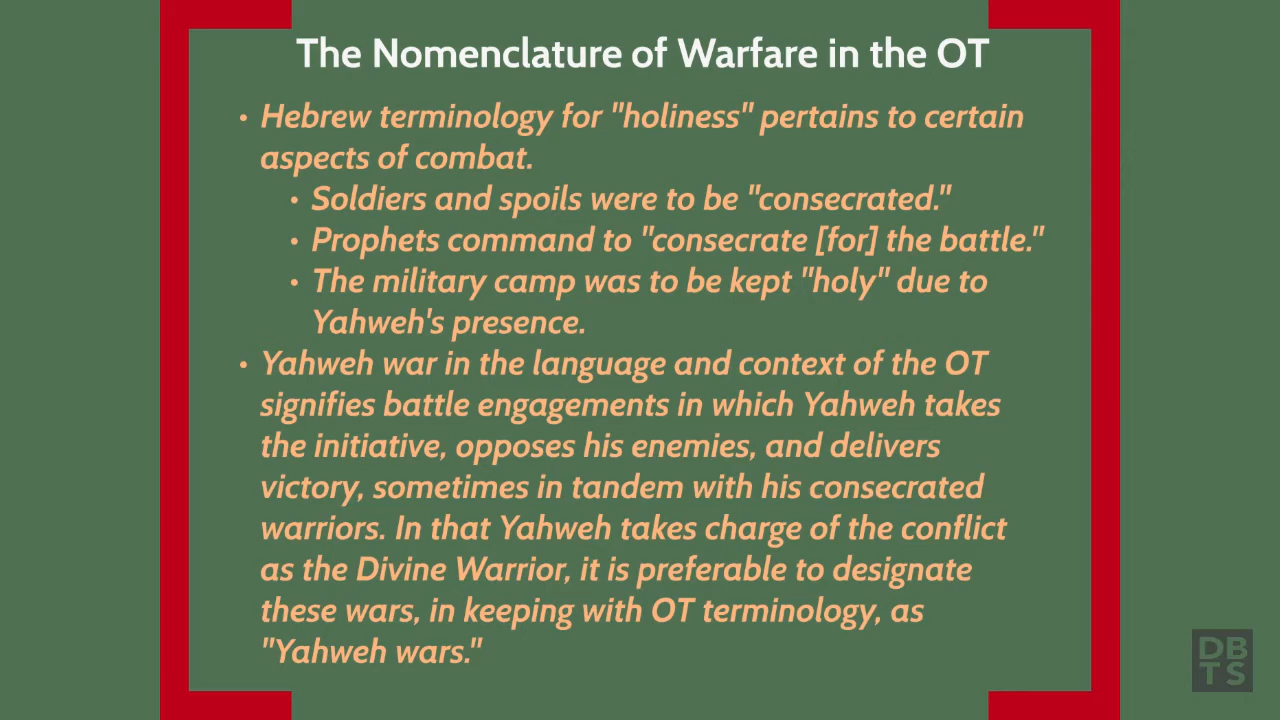 The Nomenclature of Warfare in the OT
• Hebrew terminology for "holiness" pertains to certain
aspects of combat.
• Soldiers and spoils were to be "consecrated."
• Prophets command to "consecrate [for] the battle."
• The military camp was to be kept "holy" due to
Yahweh's presence.
• Yahweh war in the language and context of the OT
signifies battle engagements in which Yahweh takes
the initiative, opposes his enemies, and delivers
victory, sometimes in tandem with his consecrated
warriors. In that Yahweh takes charge of the conflict
as the Divine Warrior, it is preferable to designate
these wars, in keeping with OT terminology, as
"Yahweh wars."
DB
TS